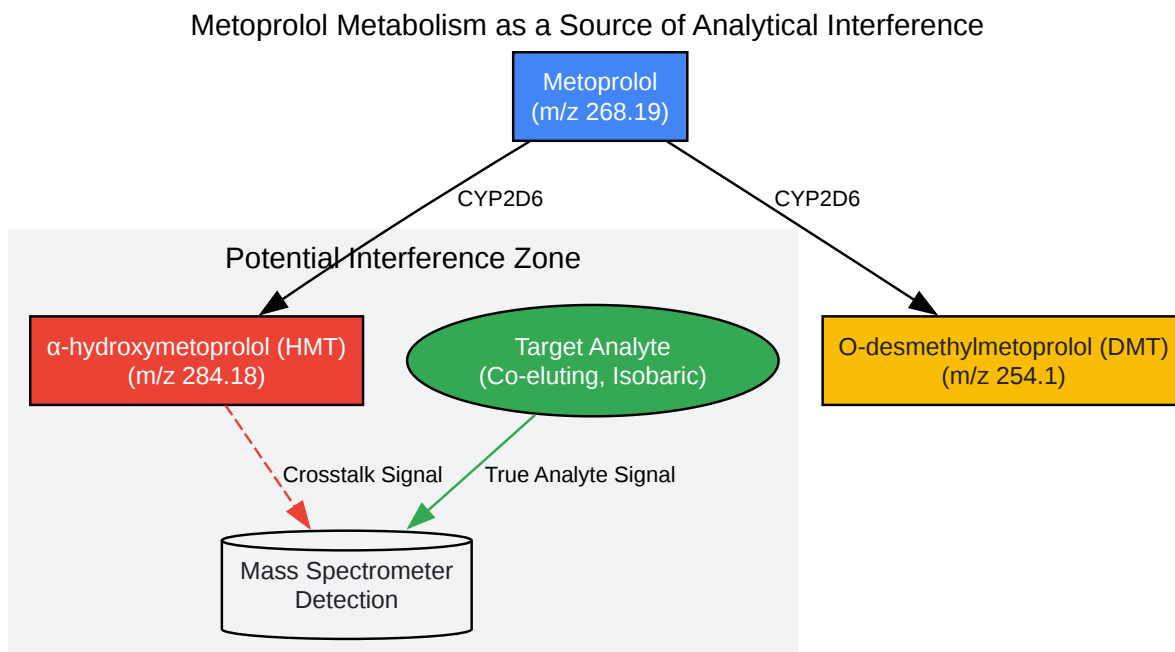 Metoprolol Metabolism as a Source of Analytical Interference
Metoprolol
(m/z 268.19)
CYP2D6
CYP2D6
Potential Interference Zone
α-hydroxymetoprolol (HMT)
(m/z 284.18)
Target Analyte
(Co-eluting, Isobaric)
O-desmethylmetoprolol (DMT)
(m/z 254.1)
Crosstalk Signal
True Analyte Signal
Mass Spectrometer
Detection